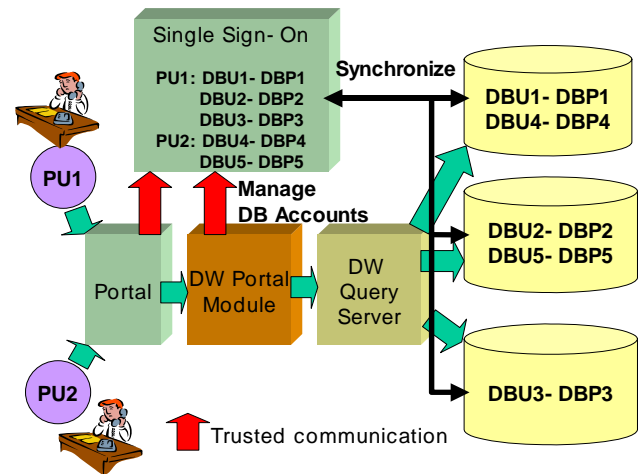 Single Sign- On
PU1: DBU1- DBP1
DBU2- DBP2
DBU3- DBP3
PU2: DBU4- DBP4
DBU5- DBP5
Synchronize
DBU1- DBP1
DBU4- DBP4
PU1
Manage
DB Accounts
DBU2- DBP2
DBU5- DBP5
Portal
DW Portal
Module
DW
Query
Server
PU2
DBU3- DBP3
Trusted communication